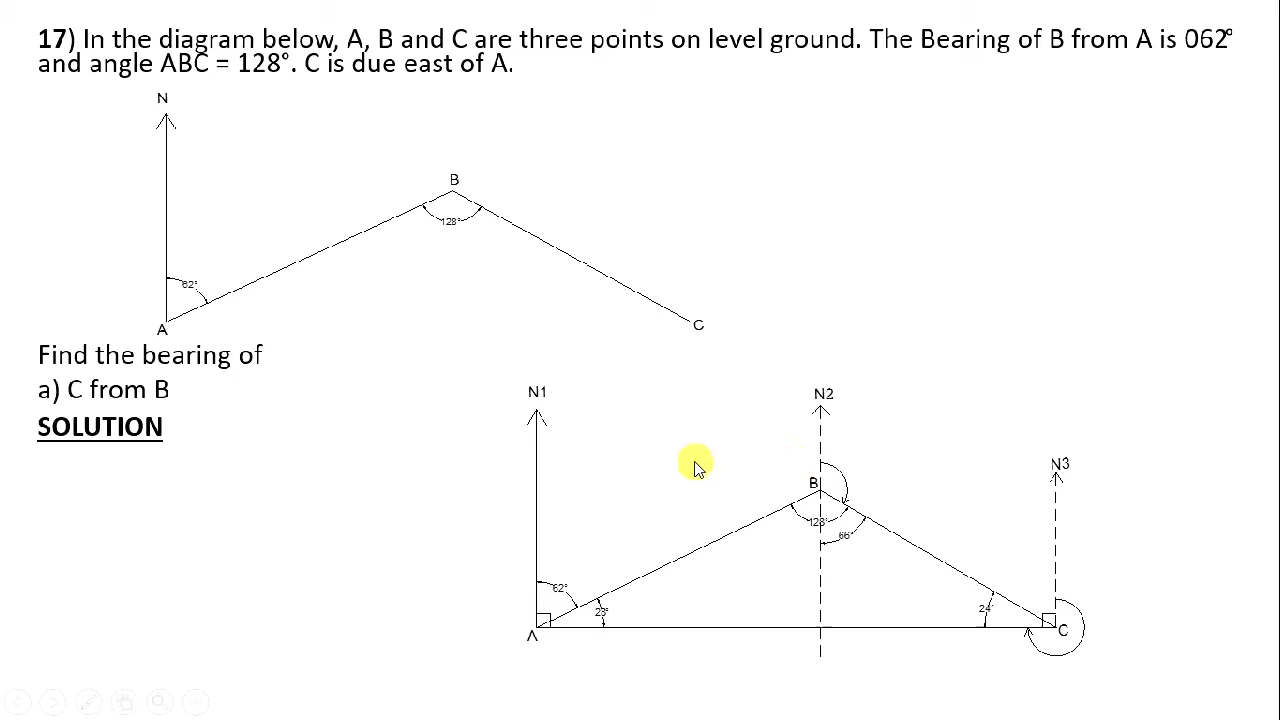 17) In the diagram below, A, B and C are three points on level ground. The Bearing of B from A is 062°
and angle ABC = 128°. C is due east of A.
N
B
128°
62°
A
C
Find the bearing of
a) C from B
SOLUTION
N1
N2
N3
B
128°
66°
62°
28°
24°
A
C